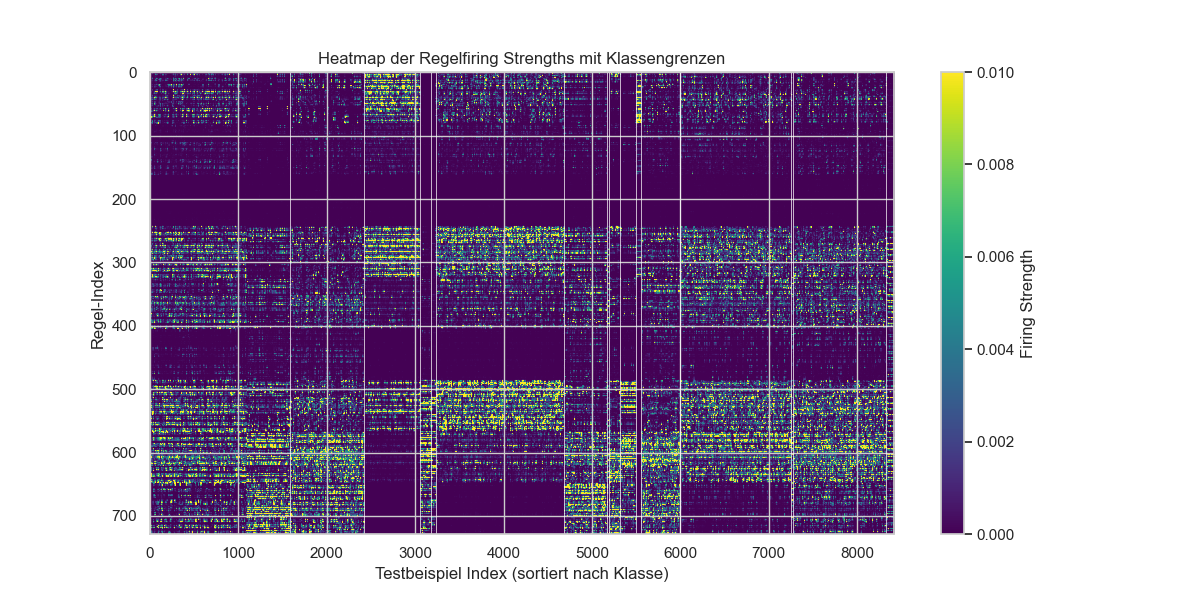 Heatmap der Regelfiring Strengths mit Klassengrenzen
Regel-Index
0
100
200
300
400
500
600
700
0 1000 2000 3000 4000 5000 6000 7000 8000
Testbeispiel Index (sortiert nach Klasse)
0.010
0.008
0.006
0.004
0.002
0.000
Firing Strength